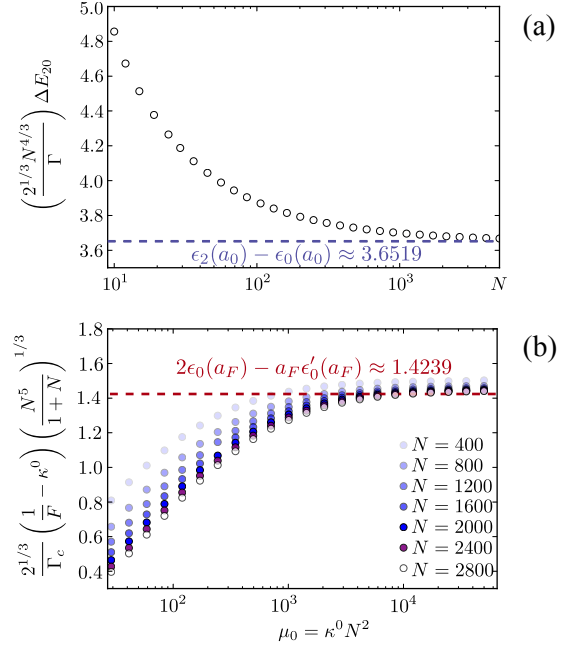 (a)
5.0
4.8
4.6
4.4
4.2
4.0
3.8
3.6
(2^{1/3}N^{4/3}/Γ) ΔE_{20}
ϵ_2(a_0) − ϵ_0(a_0) ≈ 3.6519
10^1 10^2 10^3 N
(b)
1.8
1.6
1.4
1.2
1.0
0.8
0.6
0.4
2^{1/3}/Γ_c (1/F − κ^0) (N^5/(1 + N))^{1/3}
2ϵ_0(a_F) − a_Fϵ_0′(a_F) ≈ 1.4239
N = 400
N = 800
N = 1200
N = 1600
N = 2000
N = 2400
N = 2800
10^2 10^3 10^4
μ_0 = κ^0N^2